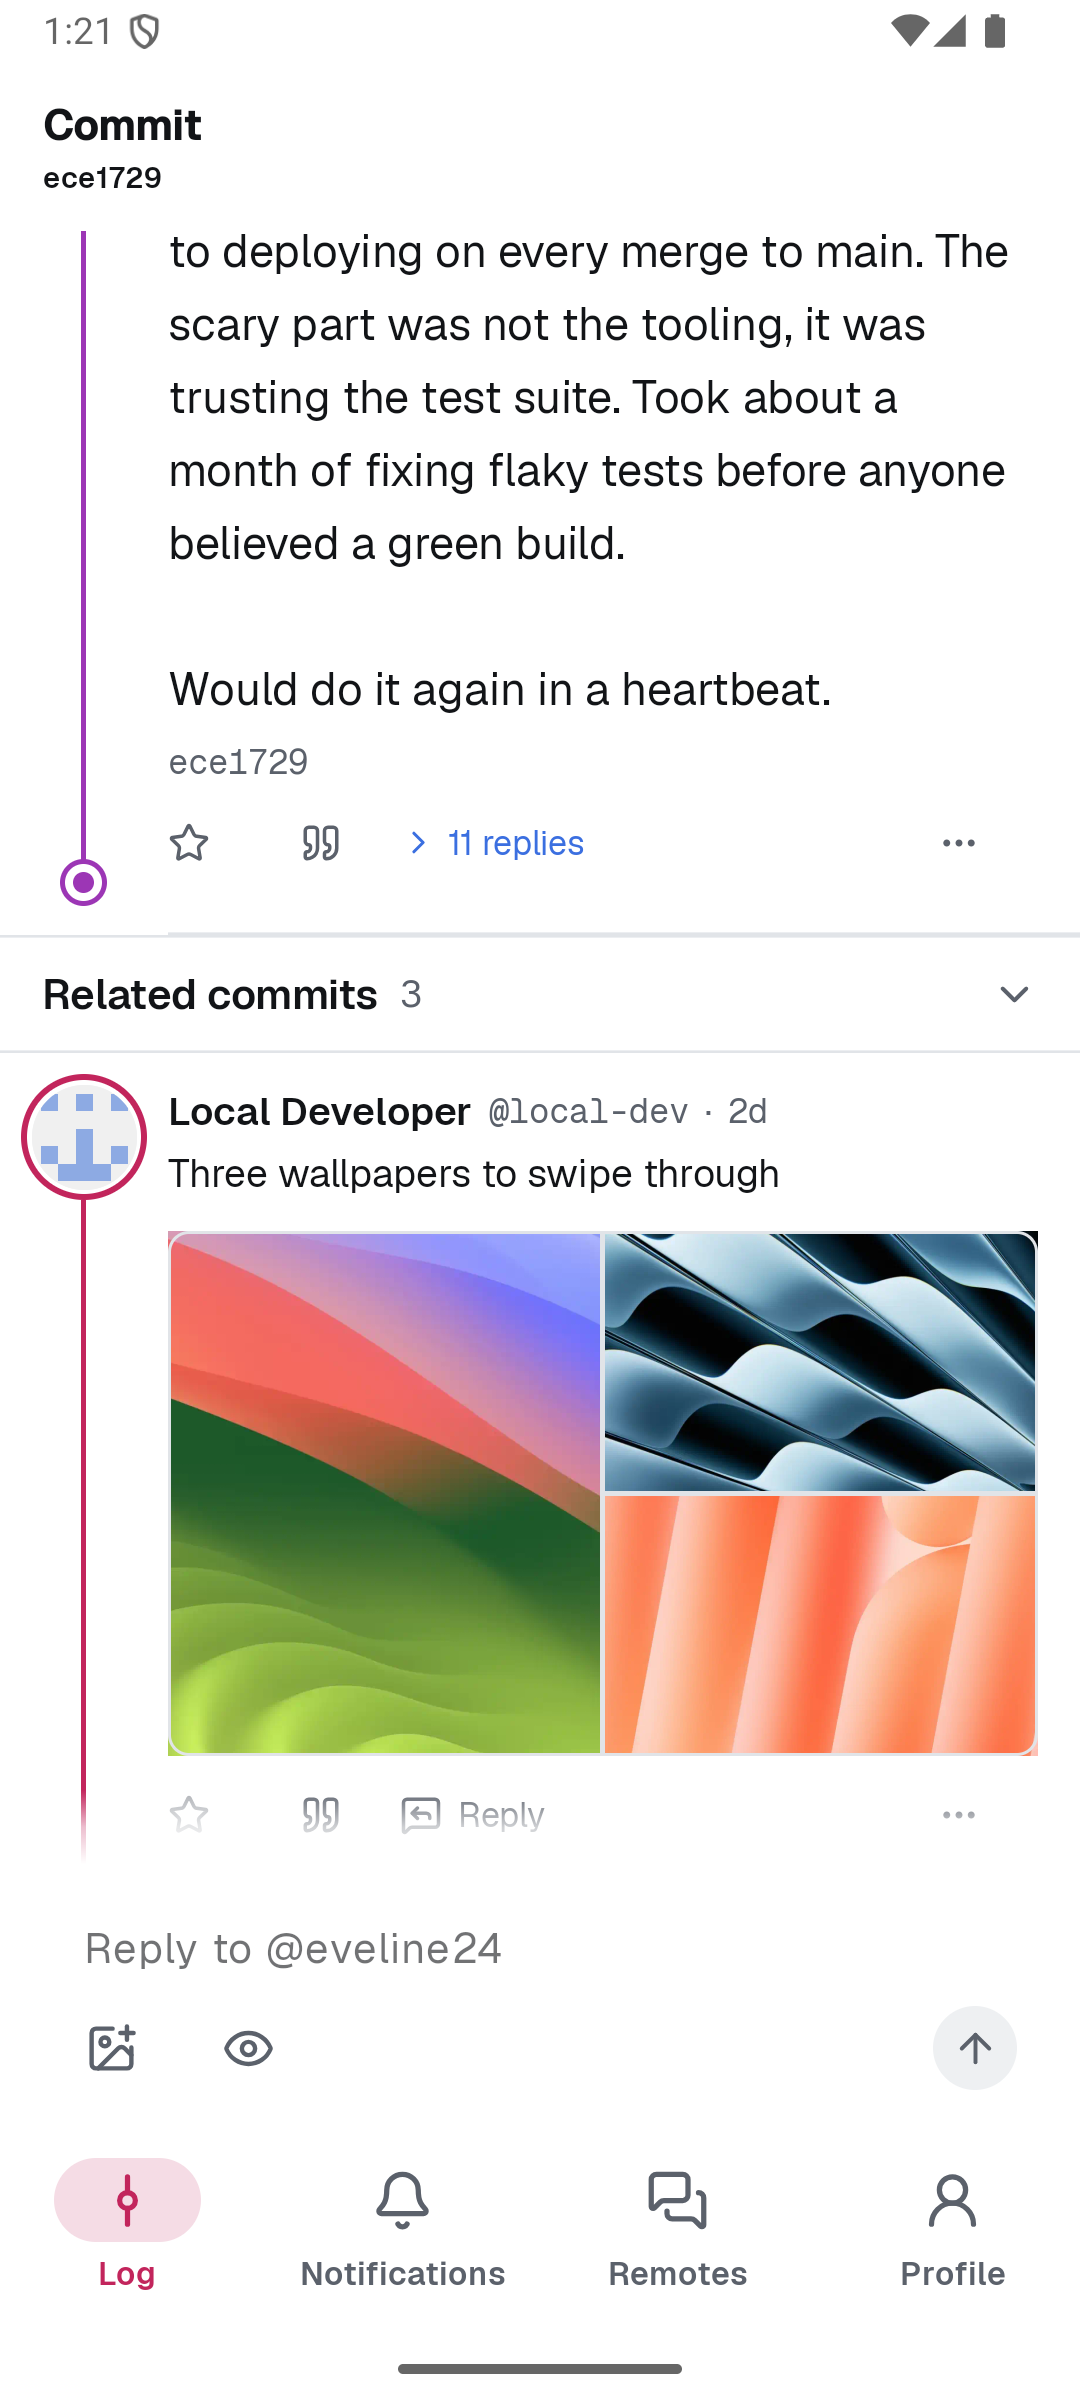 1:21
Commit
ece1729
to deploying on every merge to main. The
scary part was not the tooling, it was
trusting the test suite. Took about a
month of fixing flaky tests before anyone
believed a green build.
Would do it again in a heartbeat.
ece1729
11 replies
Related commits 3
Local Developer @local-dev · 2d
Three wallpapers to swipe through
Reply
Reply to @eveline24
Log
Notifications
Remotes
Profile